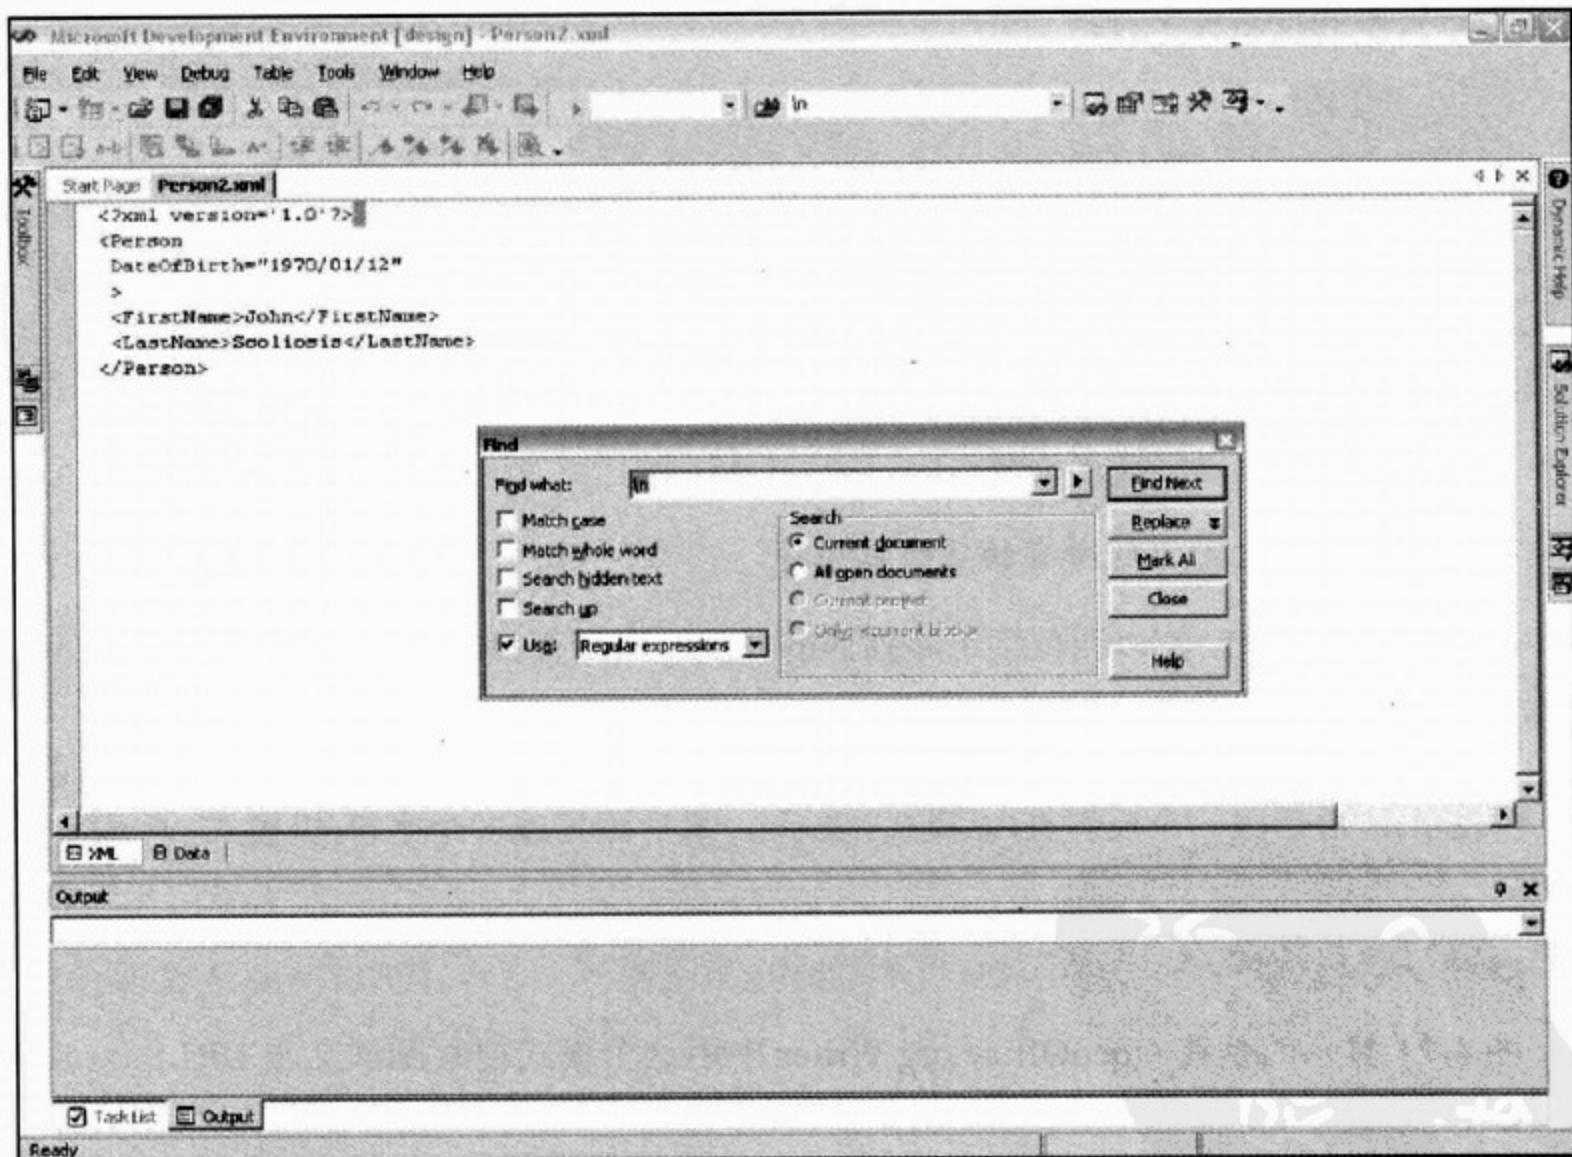 Microsoft Development Environment [design] - Person2.xml
File Edit View Debug Table Tools Window Help
\n
Start Page Person2.xml
Toolbox
<?xml version='1.0'?>
<Person
DateOfBirth="1970/01/12"
>
<FirstName>John</FirstName>
<LastName>Scoliosis</LastName>
</Person>
Dynamic Help
Solution Explorer
Find
Find what: \n
Find Next
Match case
Match whole word
Search hidden text
Search up
Use: Regular expressions
Search
Current document
All open documents
Current project
Only: <current block>
Replace
Mark All
Close
Help
XML Data
Output
Task List Output
Ready